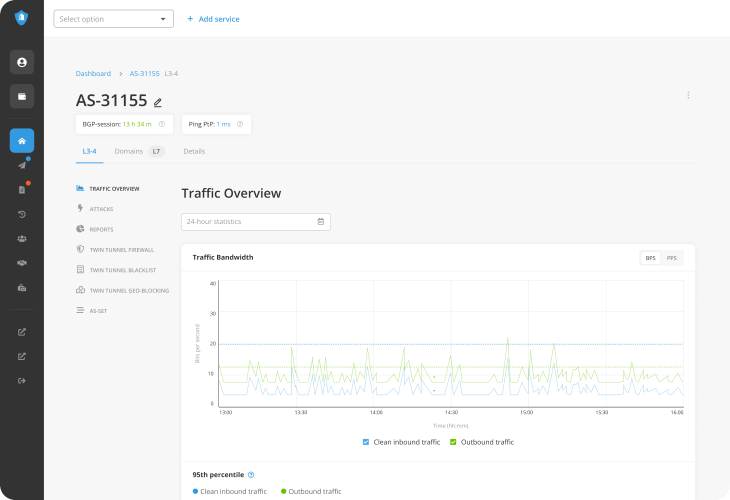 Select option
+ Add service
Dashboard > AS-31155 L3-4
AS-31155
BGP-session: 13 h 34 m
Ping PtP: 1 ms
L3-4
Domains L7
Details
TRAFFIC OVERVIEW
ATTACKS
REPORTS
TWIN TUNNEL FIREWALL
TWIN TUNNEL BLACKLIST
TWIN TUNNEL GEO-BLOCKING
AS-SET
Traffic Overview
24-hour statistics
Traffic Bandwidth
BPS PPS
Bits per second
40
30
20
10
0
13:00 13:30 14:00 14:30 15:00 15:30 16:00
Time (hh:mm)
Clean inbound traffic Outbound traffic
95th percentile
Clean inbound traffic Outbound traffic